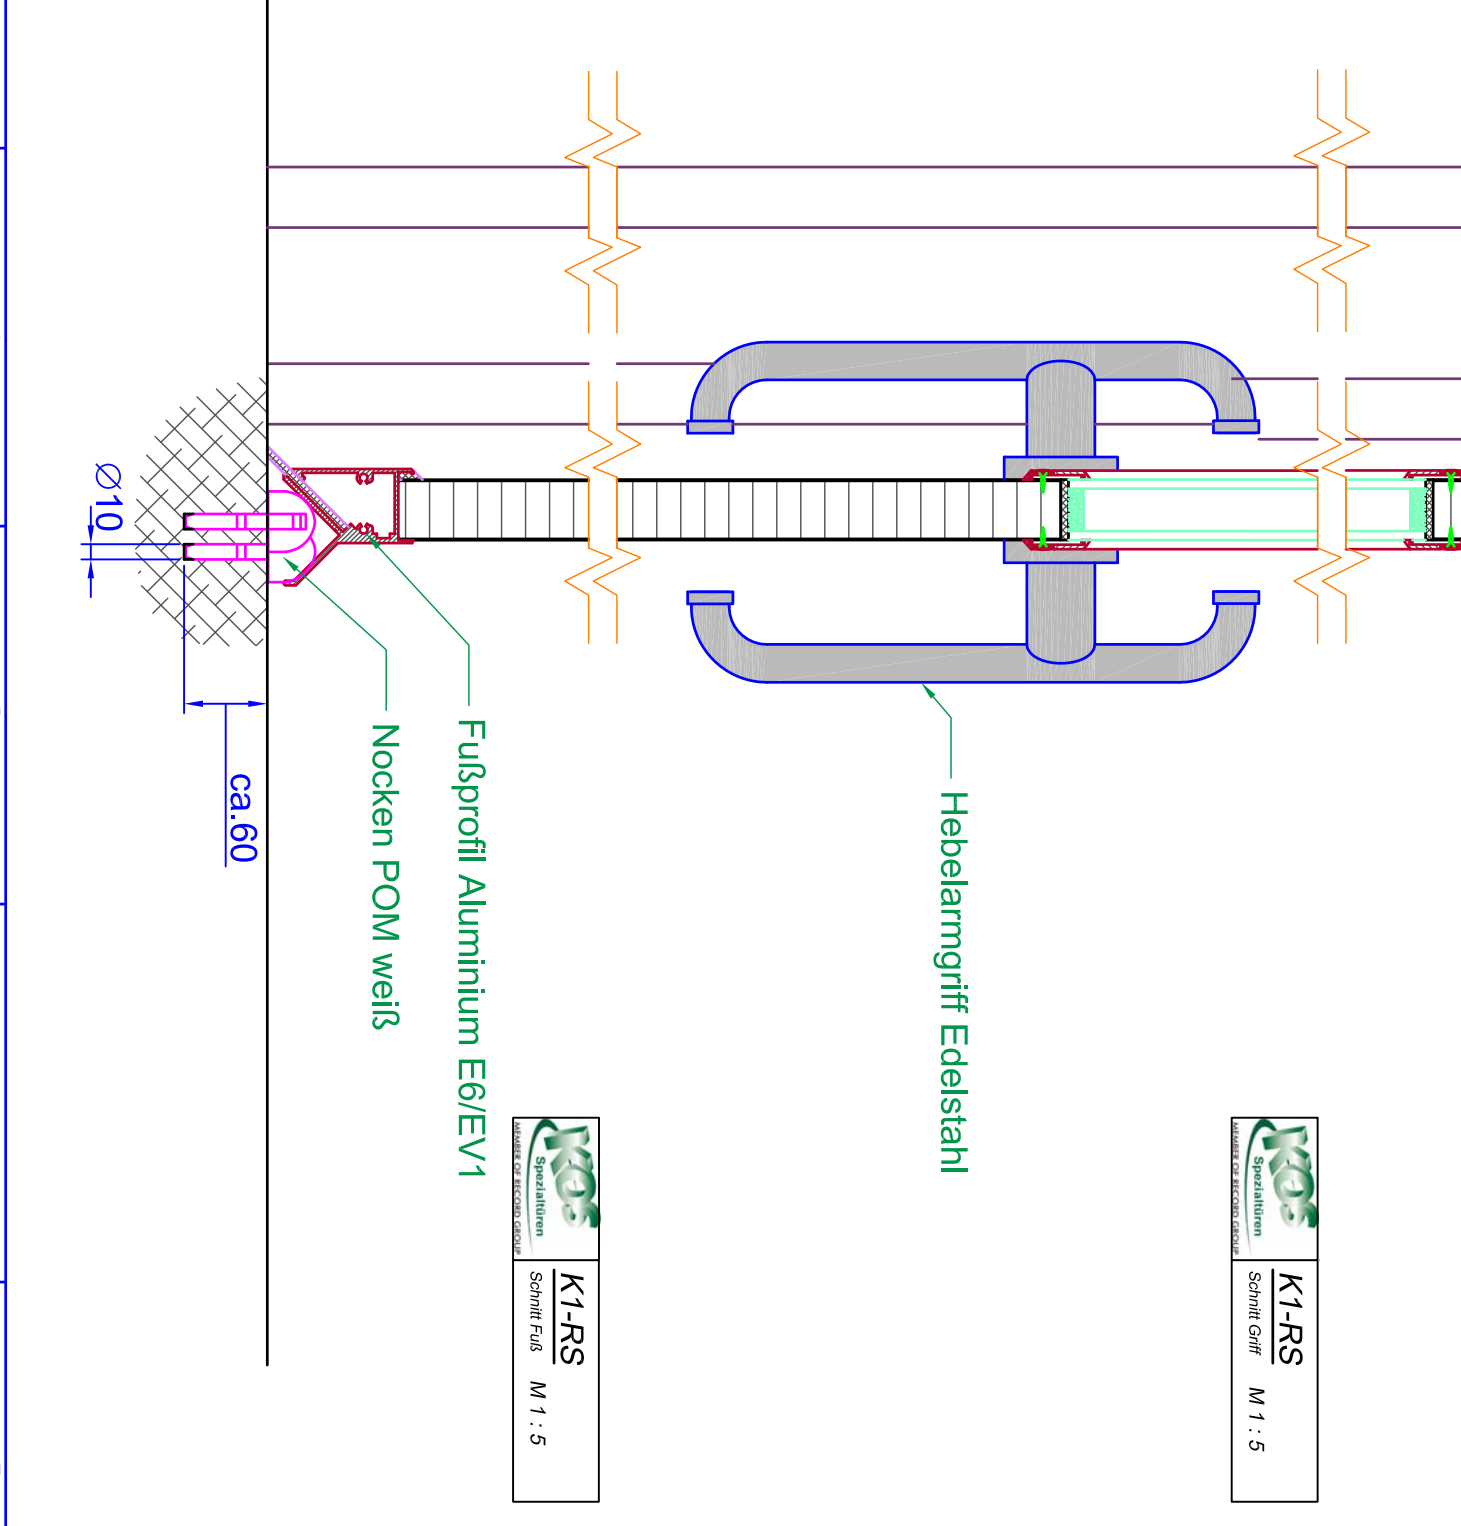 Hebelarmgriff Edelstahl
Fußprofil Aluminium E6/EV1
Nocken POM weiß
ca.60
Ø10
KOS
Spezialtüren
MEMBER OF RECORD GROUP
K1-RS
Schnitt Griff M 1 : 5
KOS
Spezialtüren
MEMBER OF RECORD GROUP
K1-RS
Schnitt Fuß M 1 : 5